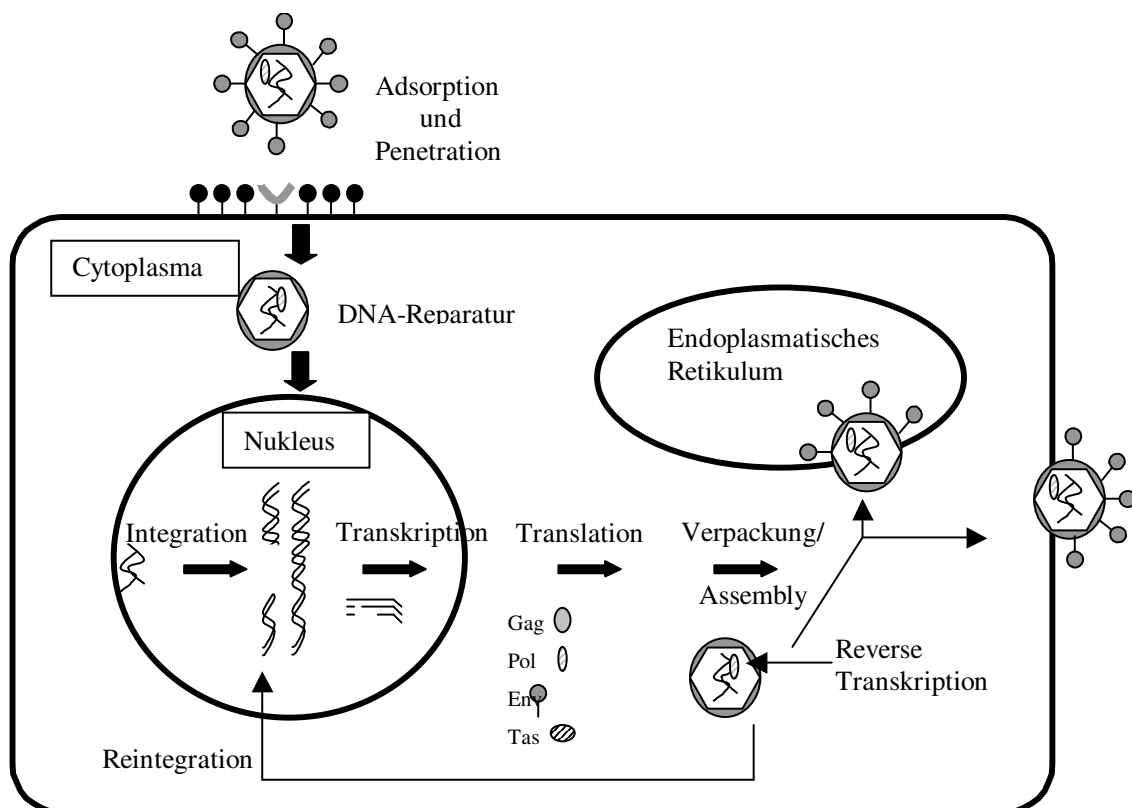 Adsorption
und
Penetration
Cytoplasma
DNA-Reparatur
Endoplasmatisches
Retikulum
Nukleus
Integration
Transkription
Translation
Verpackung/
Assembly
Gag
Pol
Env
Tas
Reverse
Transkription
Reintegration